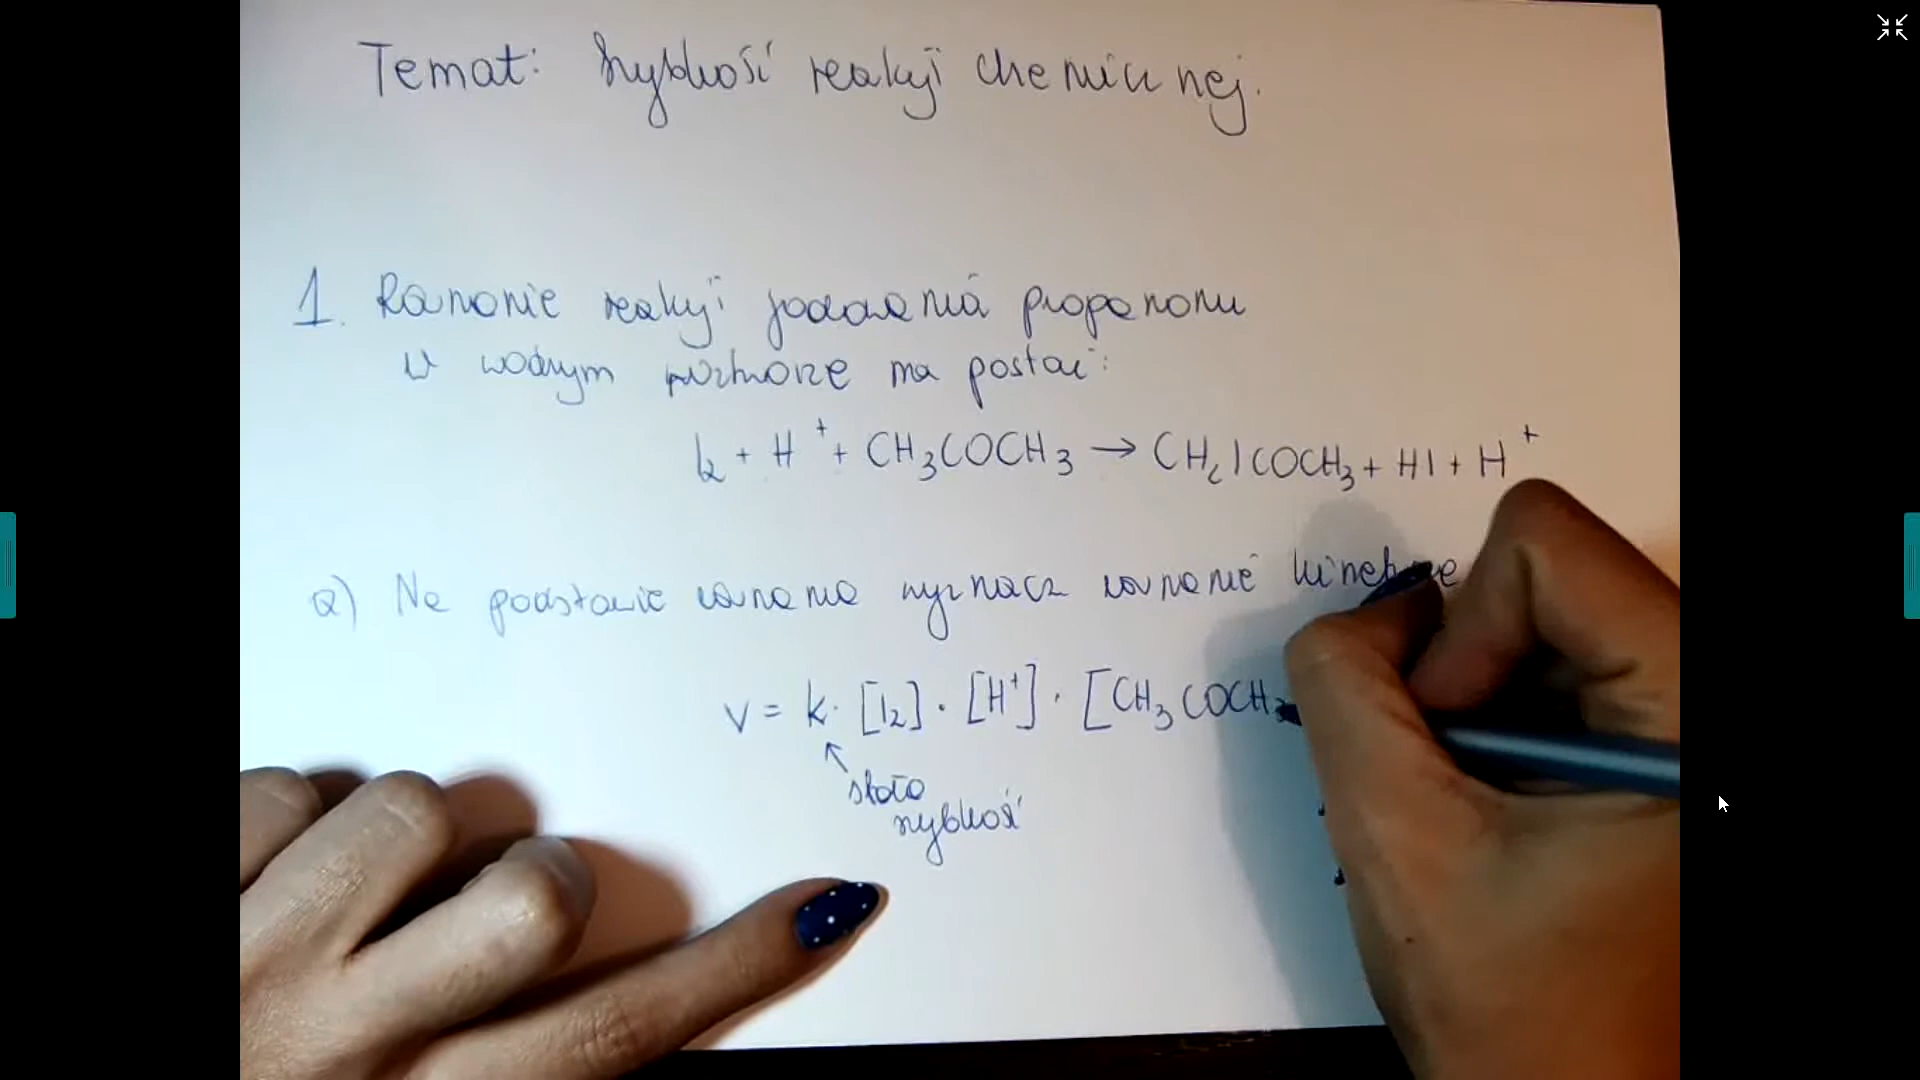 Temat: Szybkość reakcji chemicznej.
1. Równanie reakcji jodowania propanonu
w wodnym roztworze ma postać:
I₂ + H⁺ + CH₃COCH₃ → CH₂ICOCH₃ + HI + H⁺
a) Na podstawie równania wyznacz równanie kinetyczne
v = k · [I₂] · [H⁺] · [CH₃COCH₃
stała
szybkości